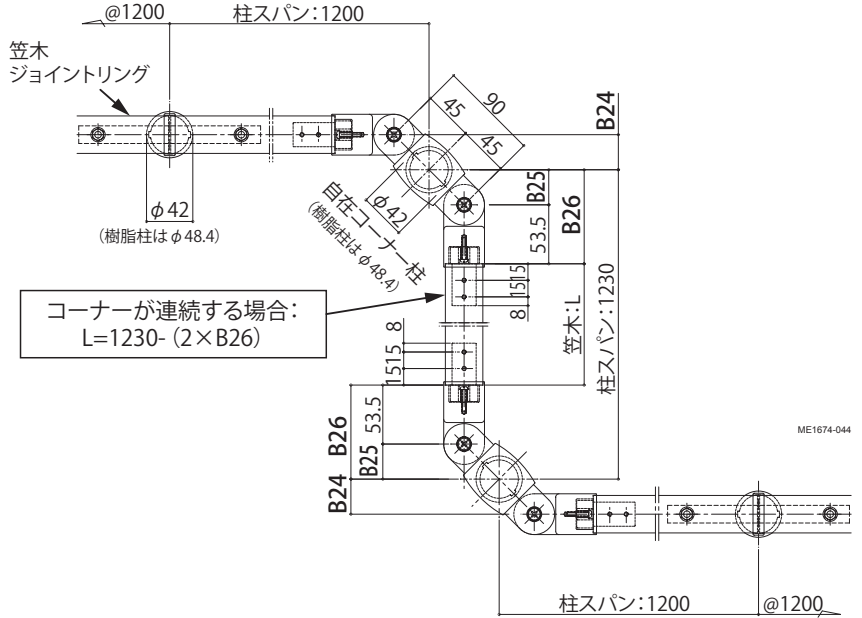 @1200
柱スパン：1200
笠木
ジョイントリング
φ42
(樹脂柱はφ48.4)
45
90
45
B24
B25
53.5
B26
φ42
自在コーナー柱
(樹脂柱はφ48.4)
1515
8
笠木：L
柱スパン：1230
コーナーが連続する場合：
L=1230-（2×B26）
8
1515
53.5
B26
B25
B24
ME1674-044
柱スパン：1200
@1200